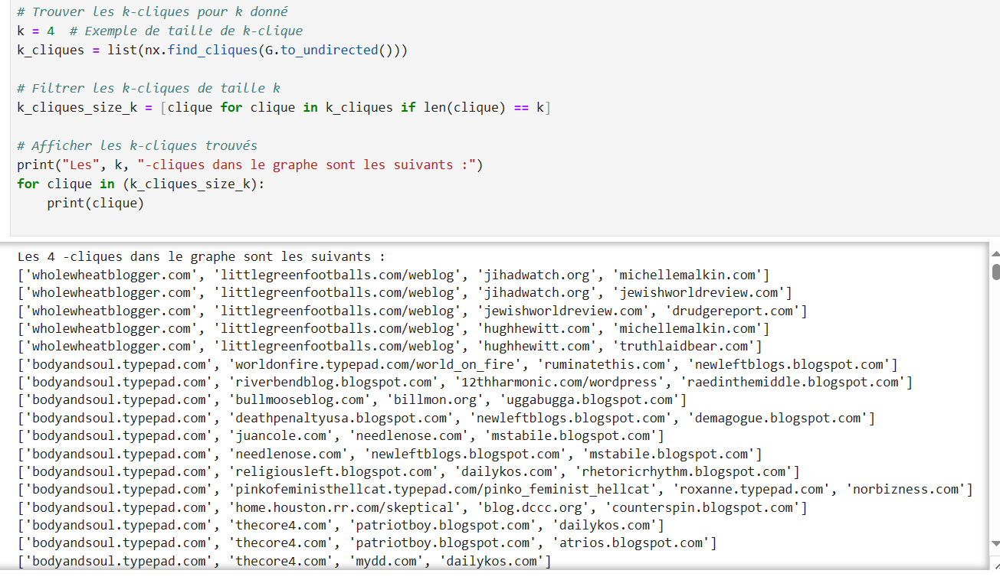 # Trouver les k-cliques pour k donné
k = 4  # Exemple de taille de k-clique
k_cliques = list(nx.find_cliques(G.to_undirected()))
# Filtrer les k-cliques de taille k
k_cliques_size_k = [clique for clique in k_cliques if len(clique) == k]
# Afficher les k-cliques trouvés
print("Les", k, "-cliques dans le graphe sont les suivants :")
for clique in (k_cliques_size_k):
    print(clique)
Les 4 -cliques dans le graphe sont les suivants :
['wholewheatblogger.com', 'littlegreenfootballs.com/weblog', 'jihadwatch.org', 'michellemalkin.com']
['wholewheatblogger.com', 'littlegreenfootballs.com/weblog', 'jihadwatch.org', 'jewishworldreview.com']
['wholewheatblogger.com', 'littlegreenfootballs.com/weblog', 'jewishworldreview.com', 'drudgereport.com']
['wholewheatblogger.com', 'littlegreenfootballs.com/weblog', 'hughhewitt.com', 'michellemalkin.com']
['wholewheatblogger.com', 'littlegreenfootballs.com/weblog', 'hughhewitt.com', 'truthlaidbear.com']
['bodyandsoul.typepad.com', 'worldonfire.typepad.com/world_on_fire', 'ruminatethis.com', 'newleftblogs.blogspot.com']
['bodyandsoul.typepad.com', 'riverbendblog.blogspot.com', '12thharmonic.com/wordpress', 'raedinthemiddle.blogspot.com']
['bodyandsoul.typepad.com', 'bullmooseblog.com', 'billmon.org', 'uggabugga.blogspot.com']
['bodyandsoul.typepad.com', 'deathpenaltyusa.blogspot.com', 'newleftblogs.blogspot.com', 'demagogue.blogspot.com']
['bodyandsoul.typepad.com', 'juancole.com', 'needlenose.com', 'mstabile.blogspot.com']
['bodyandsoul.typepad.com', 'needlenose.com', 'newleftblogs.blogspot.com', 'mstabile.blogspot.com']
['bodyandsoul.typepad.com', 'religiousleft.blogspot.com', 'dailykos.com', 'rhetoricrhythm.blogspot.com']
['bodyandsoul.typepad.com', 'pinkofeministhellcat.typepad.com/pinko_feminist_hellcat', 'roxanne.typepad.com', 'norbizness.com']
['bodyandsoul.typepad.com', 'home.houston.rr.com/skeptical', 'blog.dccc.org', 'counterspin.blogspot.com']
['bodyandsoul.typepad.com', 'thecore4.com', 'patriotboy.blogspot.com', 'dailykos.com']
['bodyandsoul.typepad.com', 'thecore4.com', 'patriotboy.blogspot.com', 'atrios.blogspot.com']
['bodyandsoul.typepad.com', 'thecore4.com', 'mydd.com', 'dailykos.com']